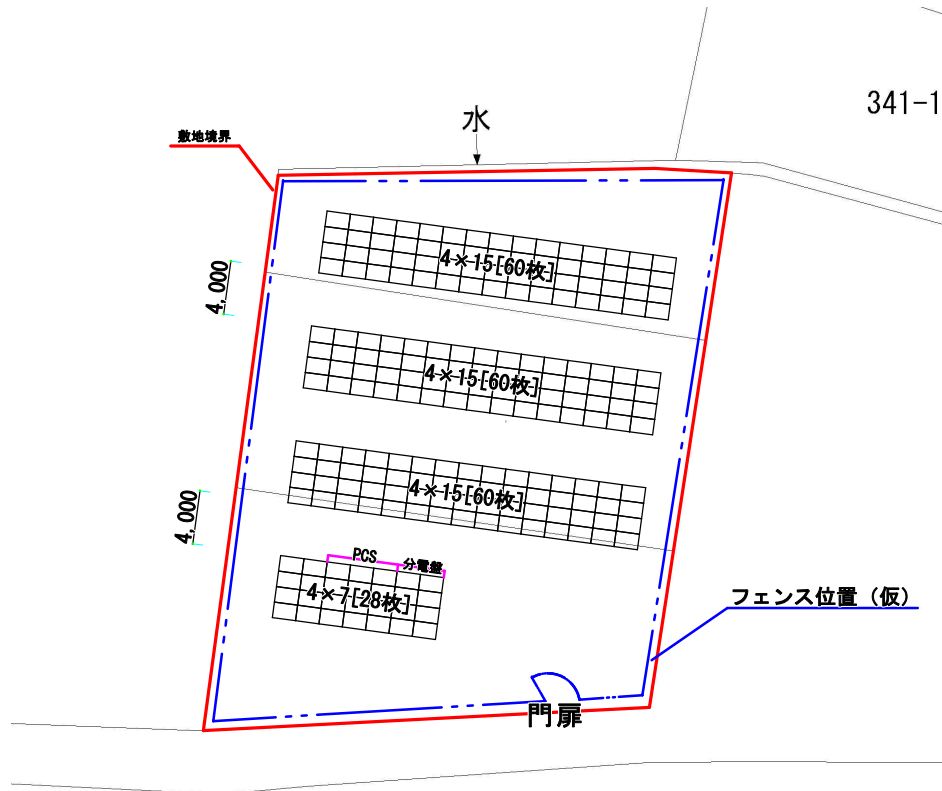 341-1
水
敷地境界
4×15[60枚]
4,000
4×15[60枚]
4×15[60枚]
4,000
PCS
分電盤
4×7[28枚]
フェンス位置（仮）
門扉